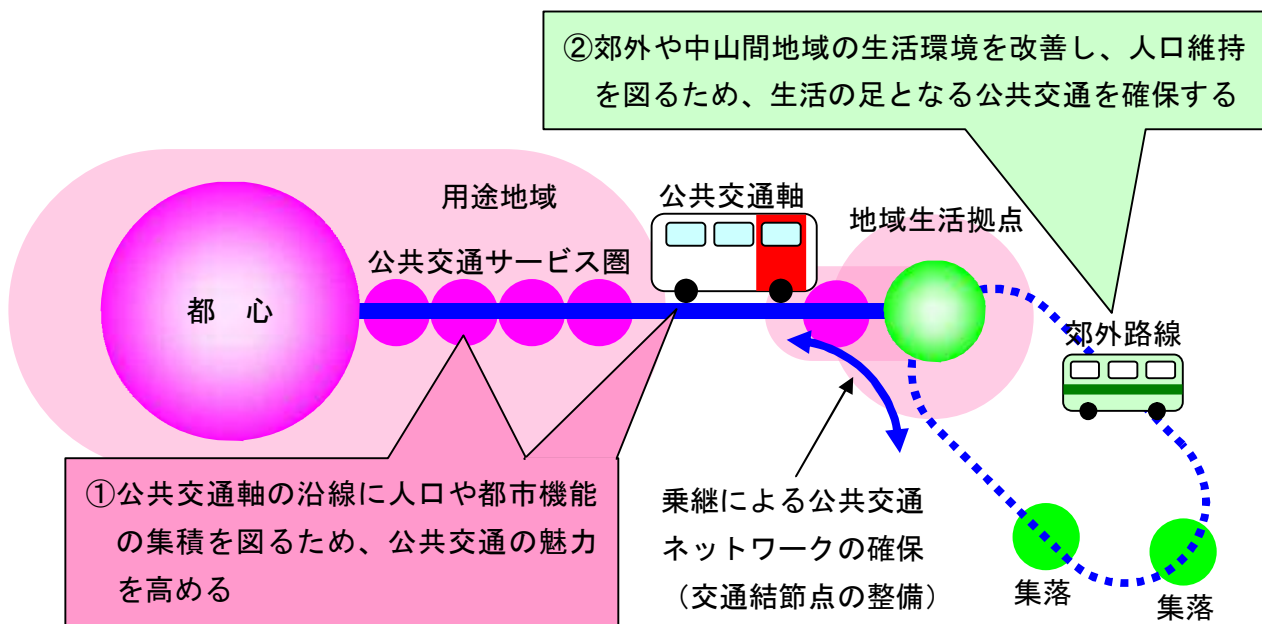 ②郊外や中山間地域の生活環境を改善し、人口維持
を図るため、生活の足となる公共交通を確保する
用途地域
公共交通軸
地域生活拠点
公共交通サービス圏
都　心
郊外路線
①公共交通軸の沿線に人口や都市機能
の集積を図るため、公共交通の魅力
を高める
乗継による公共交通
ネットワークの確保
（交通結節点の整備）
集落
集落